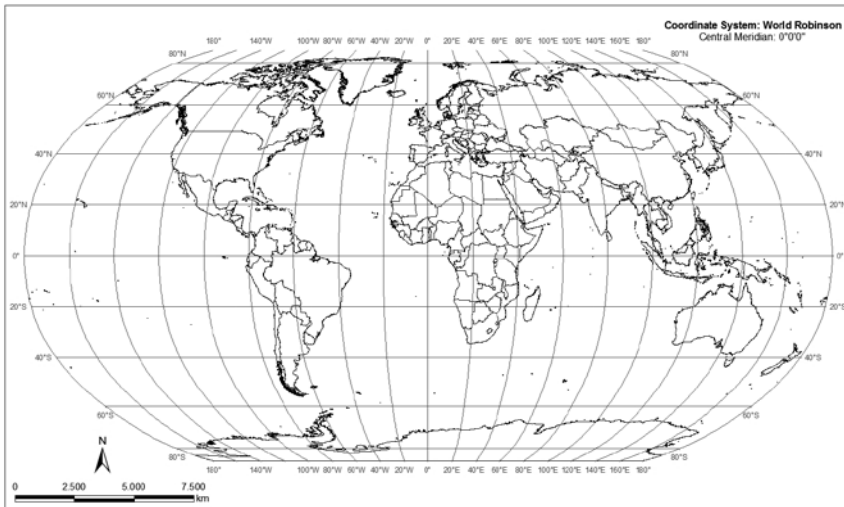 Coordinate System: World Robinson
Central Meridian: 0°0'0"
160°W 140°W 120°W 100°W 80°W 60°W 40°W 20°W 0° 20°E 40°E 60°E 80°E 100°E 120°E 140°E 160°E
80°N 80°N
60°N 60°N
40°N 40°N
20°N 20°N
0° 0°
20°S 20°S
40°S 40°S
60°S 60°S
80°S 80°S
160° 140°W 120°W 100°W 80°W 60°W 40°W 20°W 0° 20°E 40°E 60°E 80°E 100°E 120°E 140°E 160°E 180°
N
0 2.500 5.000 7.500
km